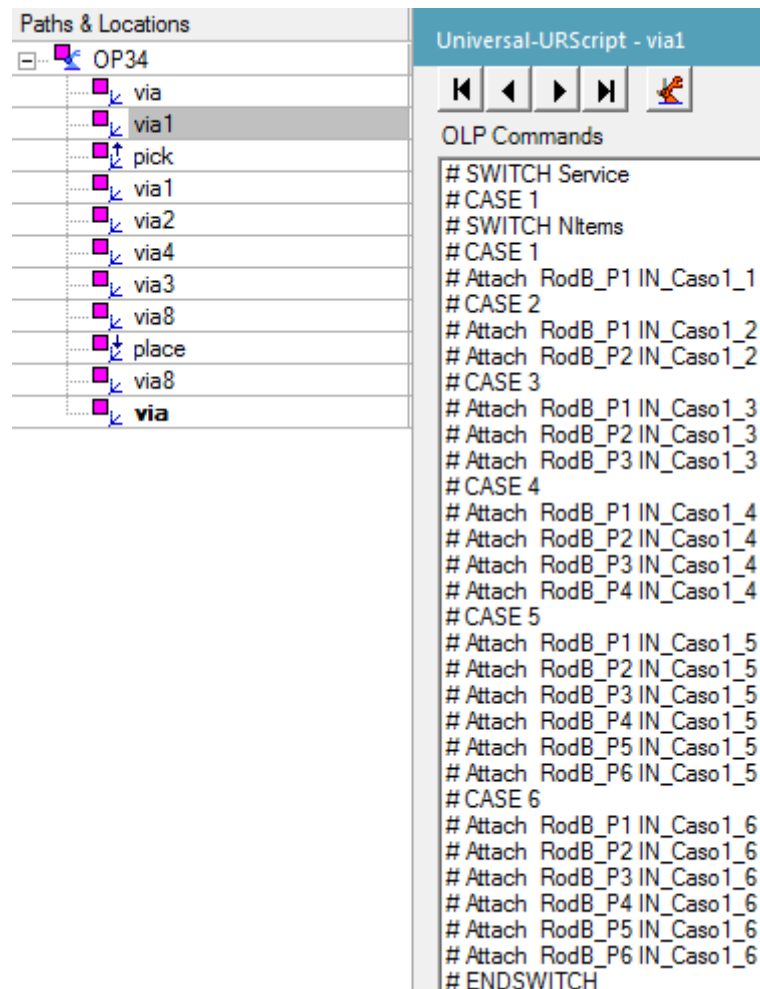 Paths & Locations
OP34
via
via1
pick
via1
via2
via4
via3
via8
place
via8
via
Universal-URScript - via1
OLP Commands
# SWITCH Service
# CASE 1
# SWITCH NItems
# CASE 1
# Attach RodB_P1 IN_Caso1_1
# CASE 2
# Attach RodB_P1 IN_Caso1_2
# Attach RodB_P2 IN_Caso1_2
# CASE 3
# Attach RodB_P1 IN_Caso1_3
# Attach RodB_P2 IN_Caso1_3
# Attach RodB_P3 IN_Caso1_3
# CASE 4
# Attach RodB_P1 IN_Caso1_4
# Attach RodB_P2 IN_Caso1_4
# Attach RodB_P3 IN_Caso1_4
# Attach RodB_P4 IN_Caso1_4
# CASE 5
# Attach RodB_P1 IN_Caso1_5
# Attach RodB_P2 IN_Caso1_5
# Attach RodB_P3 IN_Caso1_5
# Attach RodB_P4 IN_Caso1_5
# Attach RodB_P5 IN_Caso1_5
# Attach RodB_P6 IN_Caso1_5
# CASE 6
# Attach RodB_P1 IN_Caso1_6
# Attach RodB_P2 IN_Caso1_6
# Attach RodB_P3 IN_Caso1_6
# Attach RodB_P4 IN_Caso1_6
# Attach RodB_P5 IN_Caso1_6
# Attach RodB_P6 IN_Caso1_6
# ENDSWITCH